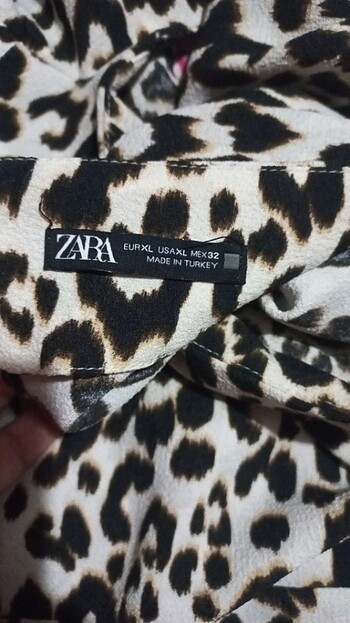 ZARA
EUR XL USA XL MEX 32
MADE IN TURKEY